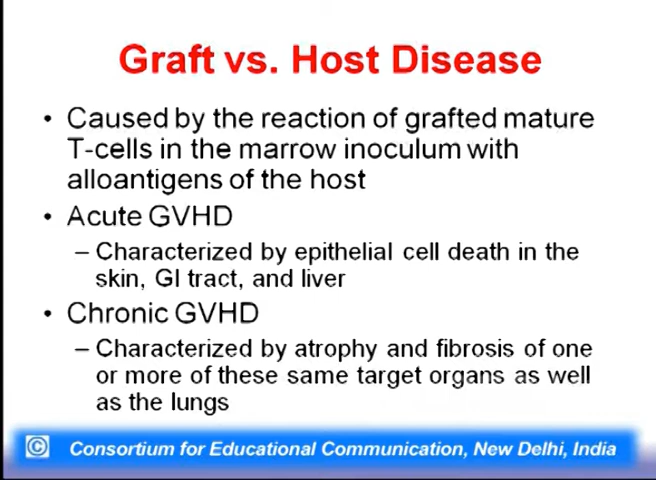 Graft vs. Host Disease
• Caused by the reaction of grafted mature
T-cells in the marrow inoculum with
alloantigens of the host
• Acute GVHD
– Characterized by epithelial cell death in the
skin, GI tract, and liver
• Chronic GVHD
– Characterized by atrophy and fibrosis of one
or more of these same target organs as well
as the lungs
© Consortium for Educational Communication, New Delhi, India